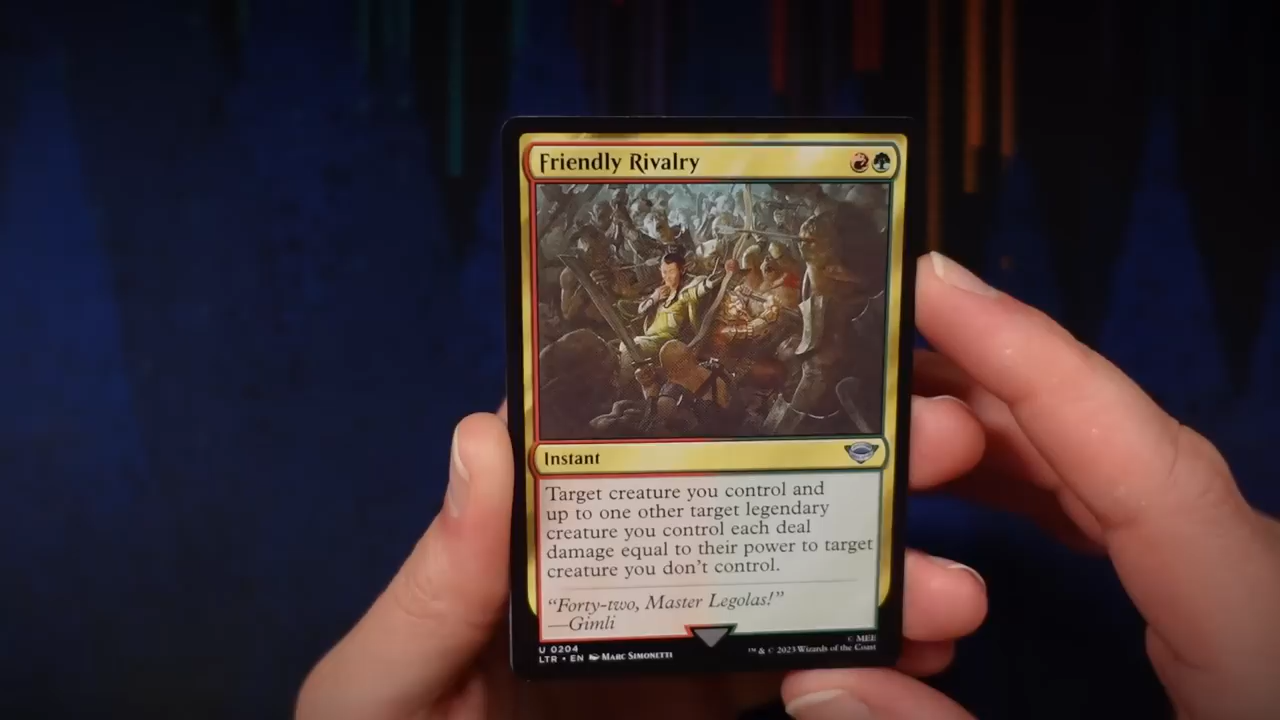 Friendly Rivalry
Instant
Target creature you control and
up to one other target legendary
creature you control each deal
damage equal to their power to target
creature you don't control.
“Forty-two, Master Legolas!”
—Gimli
U 0204
LTR • EN Marc Simonetti
© MEE
™ & © 2023 Wizards of the Coast